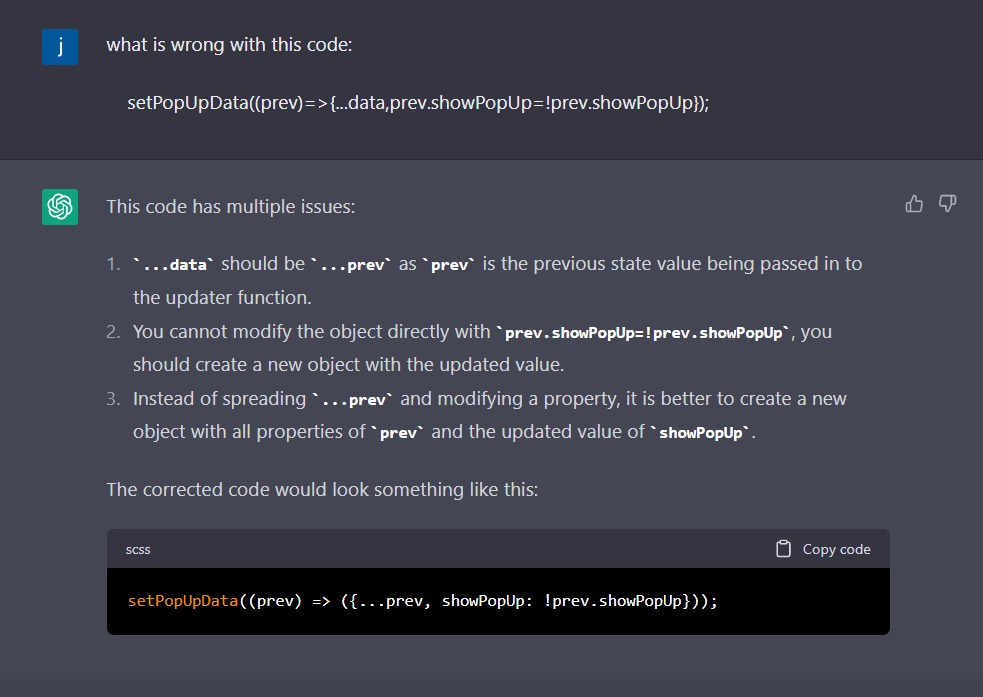 j
what is wrong with this code:
setPopUpData((prev)=>{...data,prev.showPopUp=!prev.showPopUp});
This code has multiple issues:
1. `...data` should be `...prev` as `prev` is the previous state value being passed in to
the updater function.
2. You cannot modify the object directly with `prev.showPopUp=!prev.showPopUp`, you
should create a new object with the updated value.
3. Instead of spreading `...prev` and modifying a property, it is better to create a new
object with all properties of `prev` and the updated value of `showPopUp`.
The corrected code would look something like this:
scss
Copy code
setPopUpData((prev) => ({...prev, showPopUp: !prev.showPopUp}));